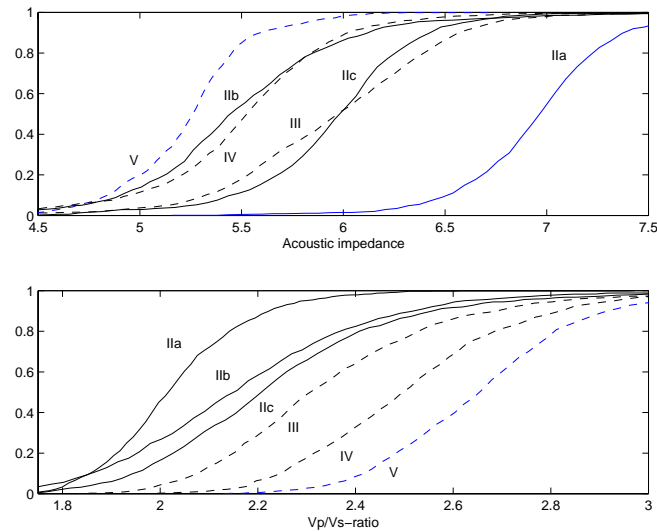 1
0.8
0.6
0.4
0.2
0
IIa
IIc
IIb
III
IV
V
4.5 5 5.5 6 6.5 7 7.5
Acoustic impedance
1
0.8
0.6
0.4
0.2
0
IIa
IIb
IIc
III
IV
V
1.8 2 2.2 2.4 2.6 2.8 3
Vp/Vs−ratio